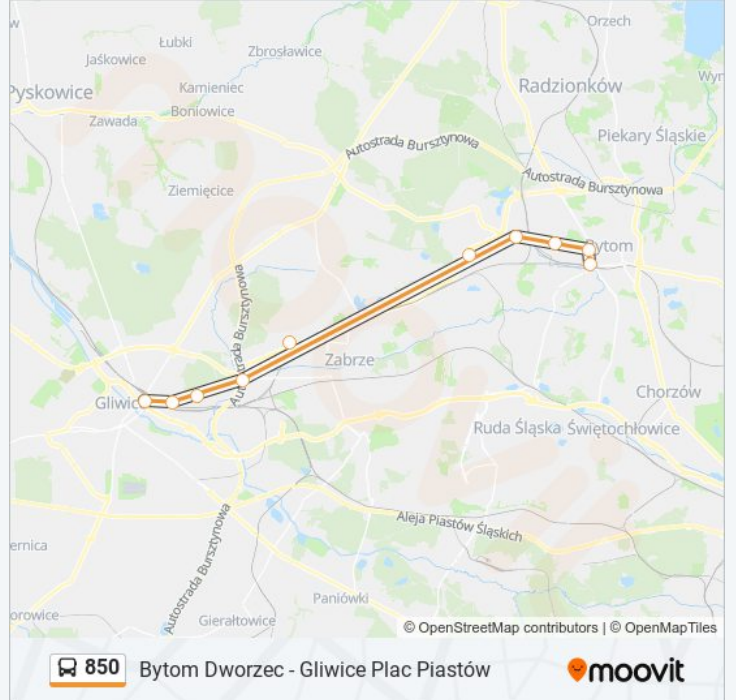 Orzech
Łubki
Jaśkowice
Zbrosławice
Pyskowice
Kamieniec
Radzionków
Boniowice
Zawada
Piekary Śląskie
Autostrada Bursztynowa
Autostrada Bursztynowa
Ziemięcice
Bytom
Autostrada Bursztynowa
Zabrze
Gliwice
Chorzów
Ruda Śląska
Świętochłowice
Aleja Piastów Śląskich
Autostrada Bursztynowa
Paniówki
Gierałtowice
© OpenStreetMap contributors | © OpenMapTiles
850 Bytom Dworzec - Gliwice Plac Piastów
moovit